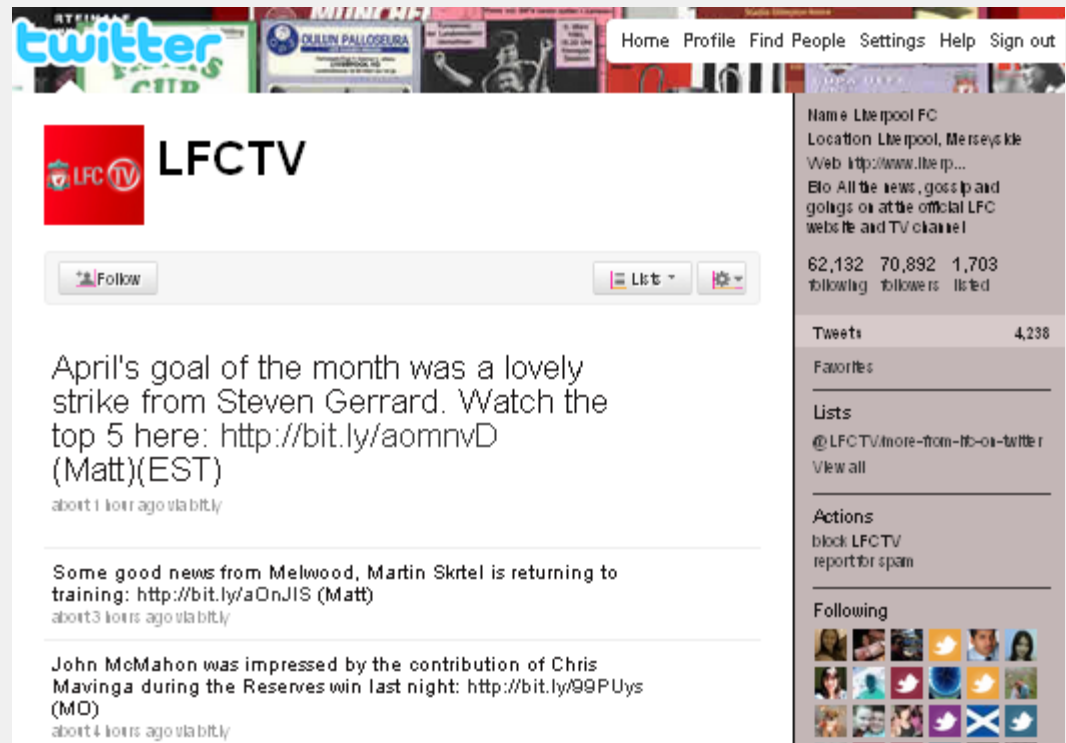 twitter
OULUN PALLOSEURA
Home Profile Find People Settings Help Sign out
CUP
LFC TV
LFCTV
Follow
Lists
April's goal of the month was a lovely
strike from Steven Gerrard. Watch the
top 5 here: http://bit.ly/aomnvD
(Matt)(EST)
about 1 hour ago via bit.ly
Some good news from Melwood, Martin Skrtel is returning to
training: http://bit.ly/aOnJIS (Matt)
about 3 hours ago via bit.ly
John McMahon was impressed by the contribution of Chris
Mavinga during the Reserves win last night: http://bit.ly/99PUys
(MO)
about 4 hours ago via bit.ly
Name Liverpool FC
Location Liverpool, Merseyside
Web http://www.liverp...
Bio All the news, gossip and
goings on at the official LFC
website and TV channel
62,132 70,892 1,703
following followers listed
Tweets 4,238
Favorites
Lists
@LFCTV/more-from-lfc-on-twitter
View all
Actions
block LFCTV
report for spam
Following